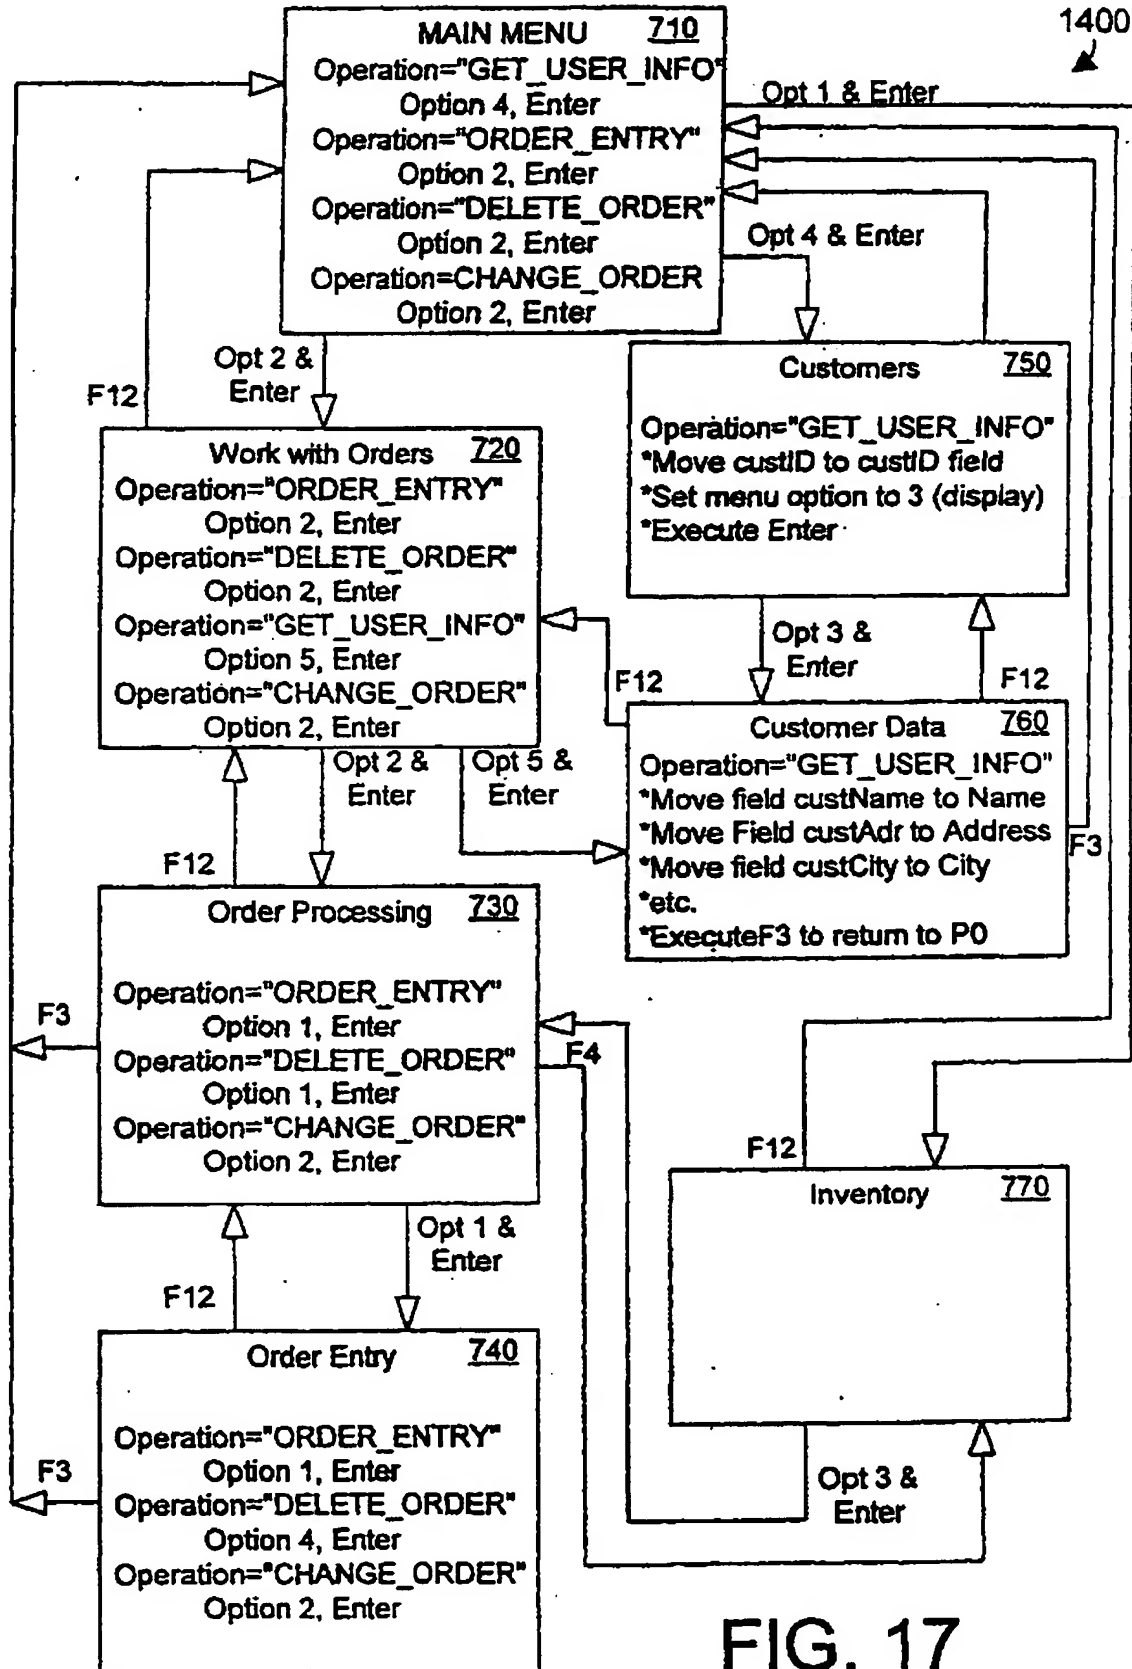 1400
MAIN MENU 710
Operation="GET_USER_INFO"
Option 4, Enter
Operation="ORDER_ENTRY"
Option 2, Enter
Operation="DELETE_ORDER"
Option 2, Enter
Operation=CHANGE_ORDER
Option 2, Enter
Opt 1 & Enter
Opt 4 & Enter
Opt 2 &
Enter
F12
Customers 750
Operation="GET_USER_INFO"
*Move custID to custID field
*Set menu option to 3 (display)
*Execute Enter
Work with Orders 720
Operation="ORDER_ENTRY"
Option 2, Enter
Operation="DELETE_ORDER"
Option 2, Enter
Operation="GET_USER_INFO"
Option 5, Enter
Operation="CHANGE_ORDER"
Option 2, Enter
Opt 3 &
Enter
F12
F12
Customer Data 760
Operation="GET_USER_INFO"
*Move field custName to Name
*Move Field custAdr to Address
*Move field custCity to City
*etc.
*ExecuteF3 to return to P0
F3
Opt 2 &
Enter
Opt 5 &
Enter
F12
Order Processing 730
Operation="ORDER_ENTRY"
Option 1, Enter
Operation="DELETE_ORDER"
Option 1, Enter
Operation="CHANGE_ORDER"
Option 2, Enter
F3
F4
F12
Inventory 770
Opt 1 &
Enter
F12
Order Entry 740
Operation="ORDER_ENTRY"
Option 1, Enter
Operation="DELETE_ORDER"
Option 4, Enter
Operation="CHANGE_ORDER"
Option 2, Enter
F3
Opt 3 &
Enter
FIG. 17